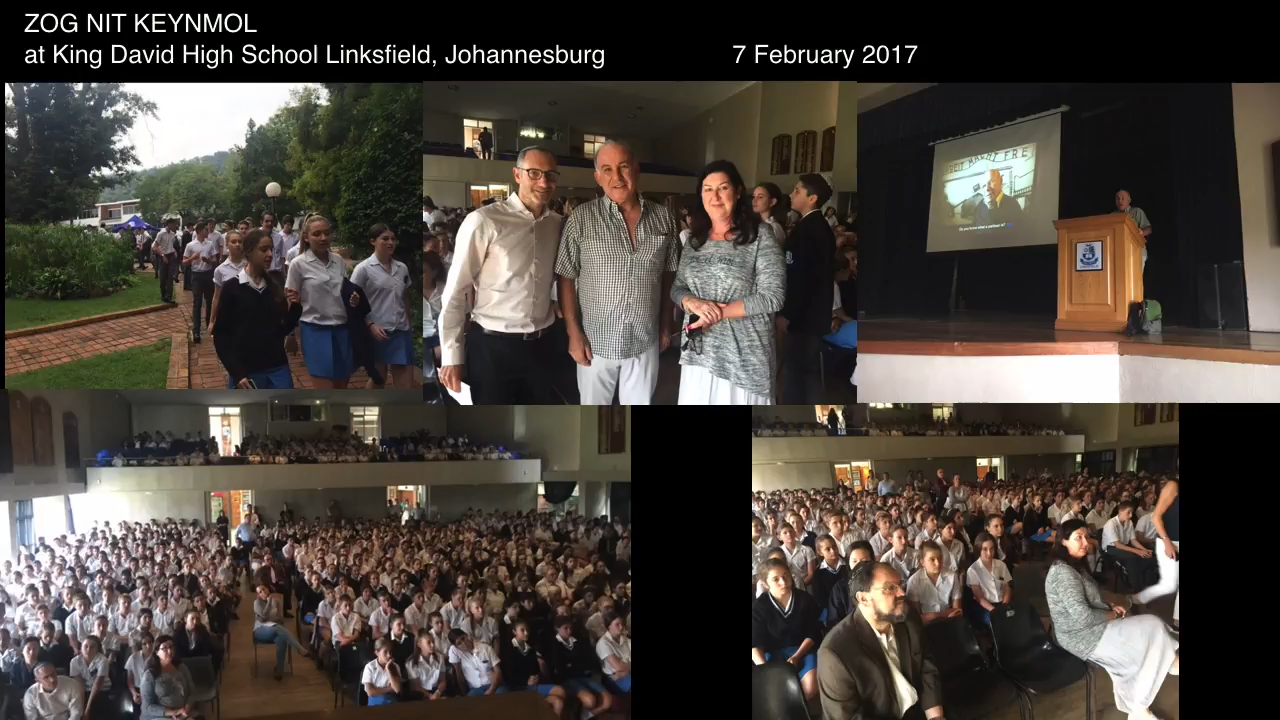 ZOG NIT KEYNMOL
at King David High School Linksfield, Johannesburg 7 February 2017